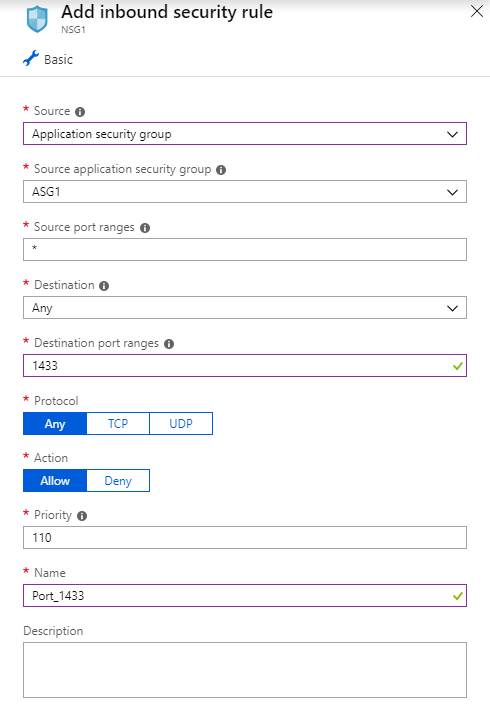 Add inbound security rule
NSG1
Basic
* Source
Application security group
* Source application security group
ASG1
* Source port ranges
*
* Destination
Any
* Destination port ranges
1433
* Protocol
Any TCP UDP
* Action
Allow Deny
* Priority
110
* Name
Port_1433
Description